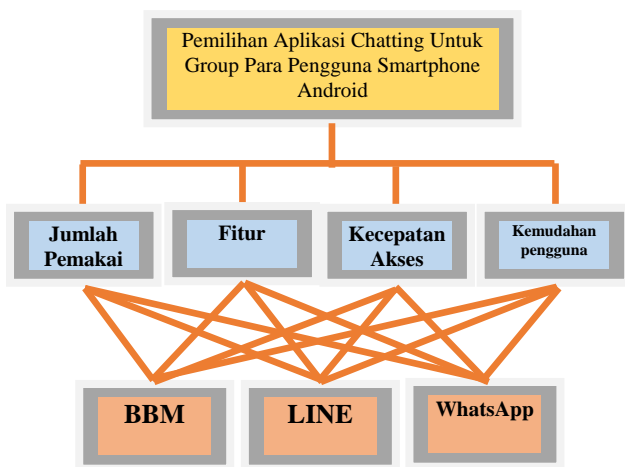 Pemilihan Aplikasi Chatting Untuk
Group Para Pengguna Smartphone
Android
Jumlah
Pemakai
Fitur
Kecepatan
Akses
Kemudahan
pengguna
BBM
LINE
WhatsApp